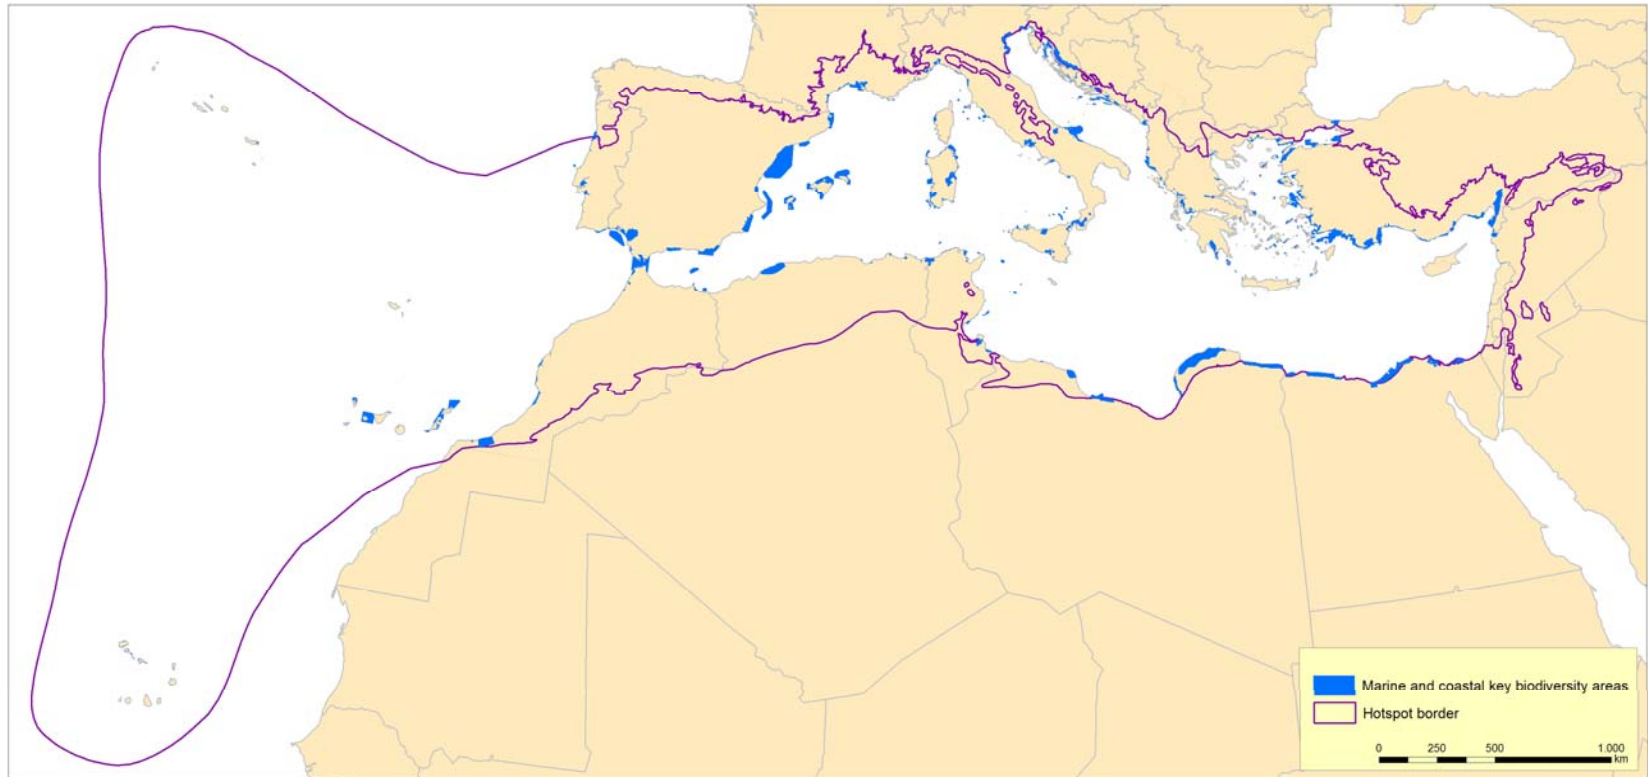 Marine and coastal key biodiversity areas
Hotspot border
0 250 500 1.000
km